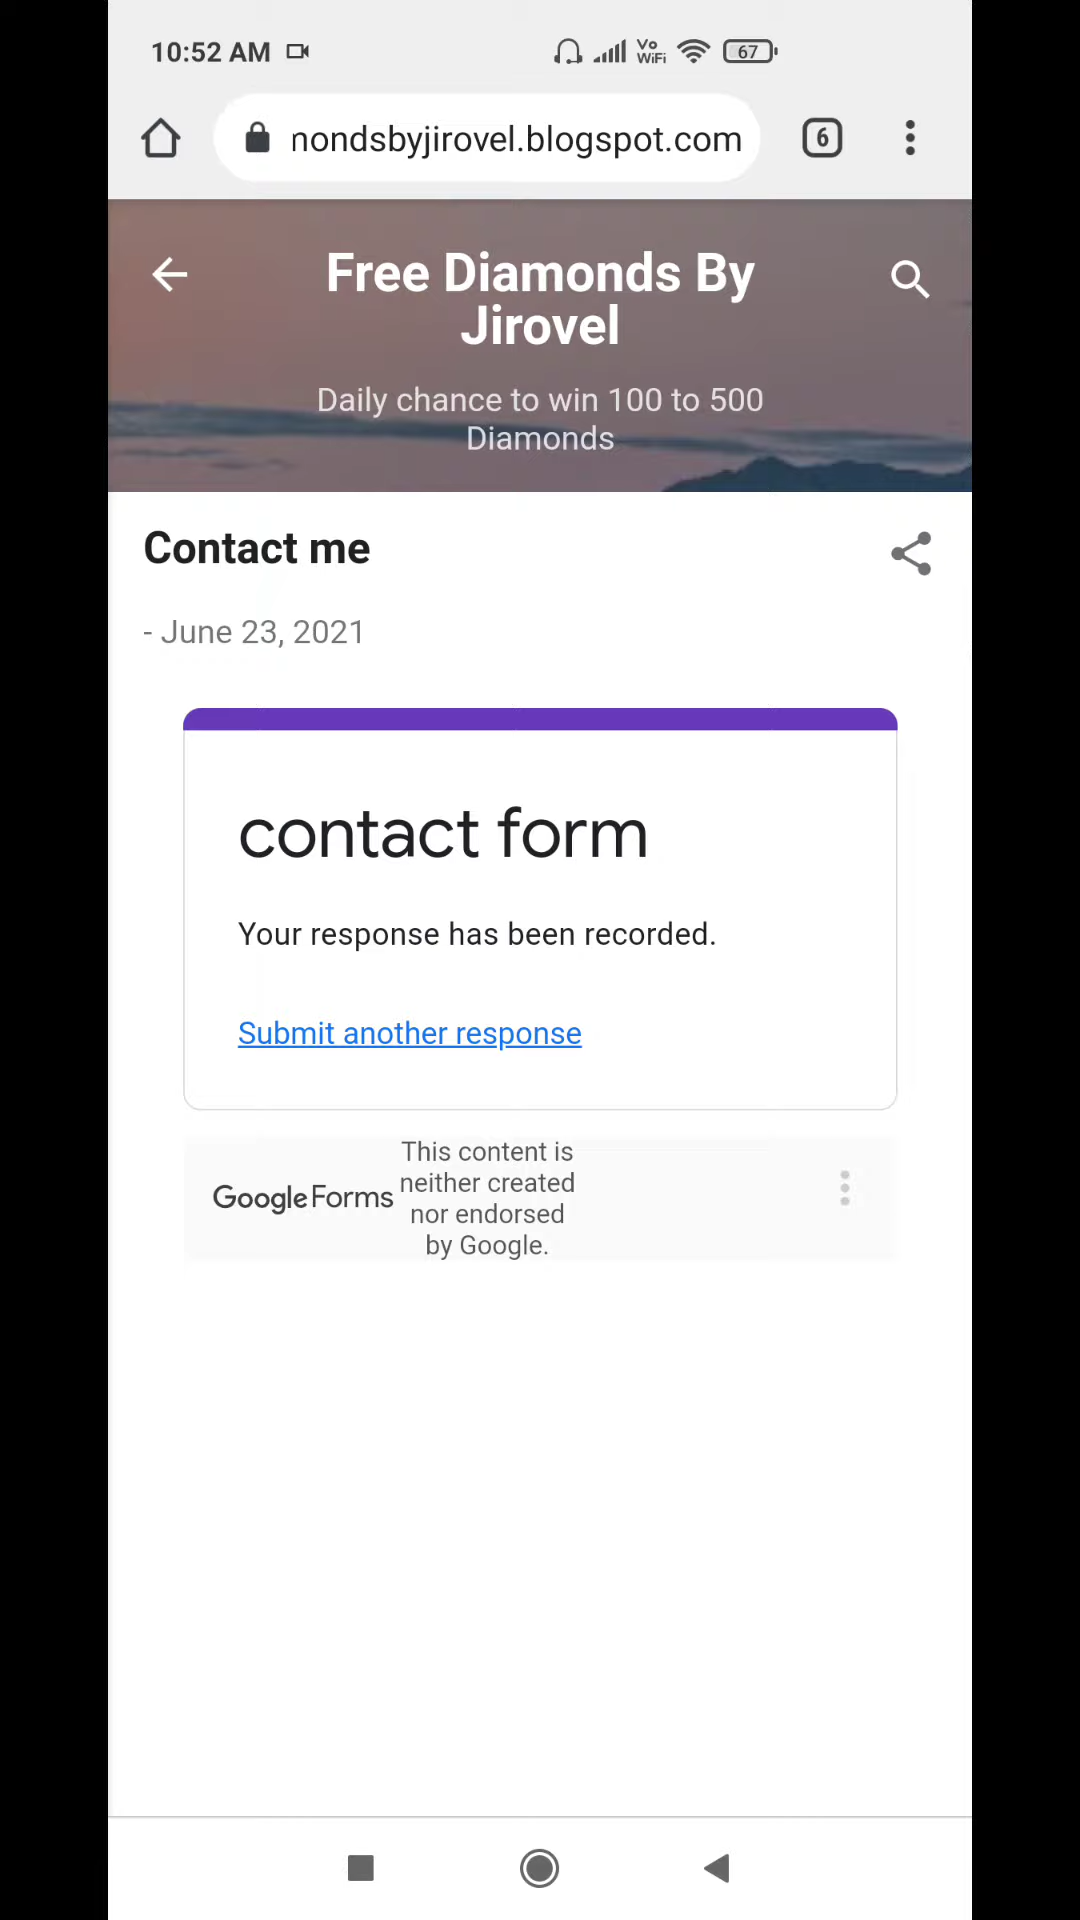 10:52 AM
Vo
WiFi
67
nondsbyjirovel.blogspot.com
6
Free Diamonds By
Jirovel
Daily chance to win 100 to 500
Diamonds
Contact me
- June 23, 2021
contact form
Your response has been recorded.
Submit another response
Google Forms
This content is
neither created
nor endorsed
by Google.